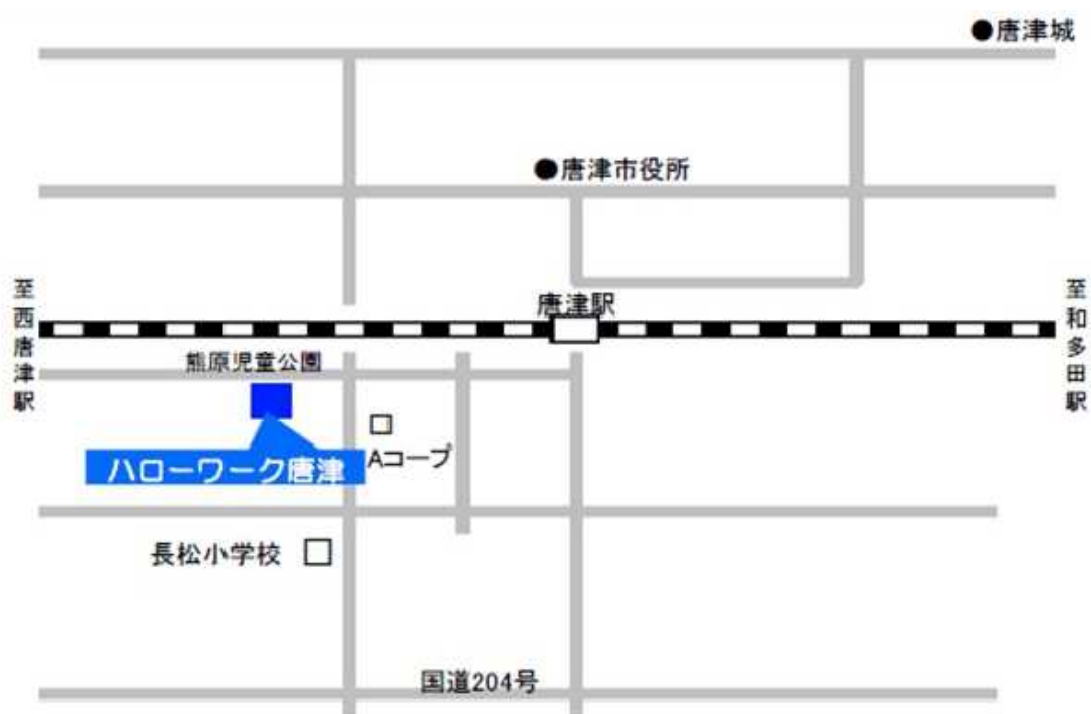 ●唐津城
●唐津市役所
至西唐津駅
唐津駅
至和多田駅
熊原児童公園
Aコープ
ハローワーク唐津
長松小学校
国道204号